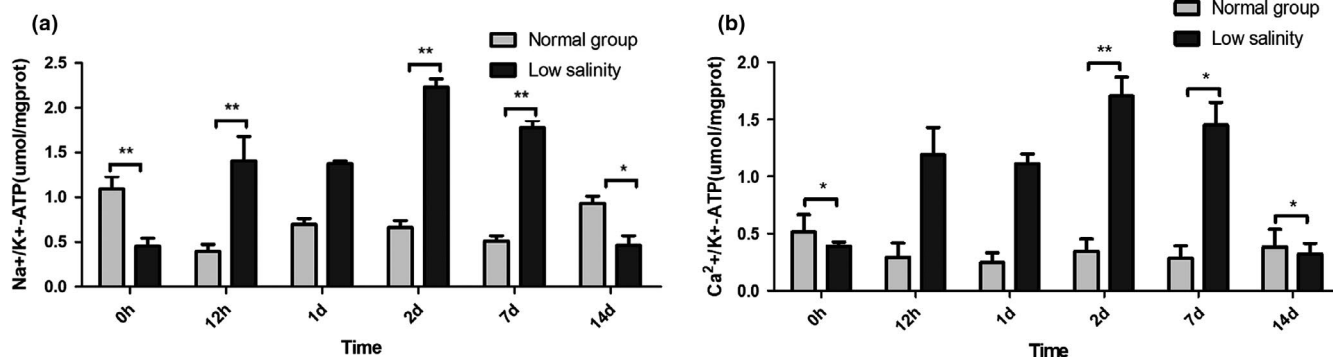 (a)
Normal group
Low salinity
Na+/K+-ATP(umol/mgprot)
2.5
2.0
1.5
1.0
0.5
0.0
**
**
**
**
*
0h
12h
1d
2d
7d
14d
Time
(b)
Normal group
Low salinity
Ca2+/K+-ATP(umol/mgprot)
2.0
1.5
1.0
0.5
0.0
*
**
*
*
0h
12h
1d
2d
7d
14d
Time